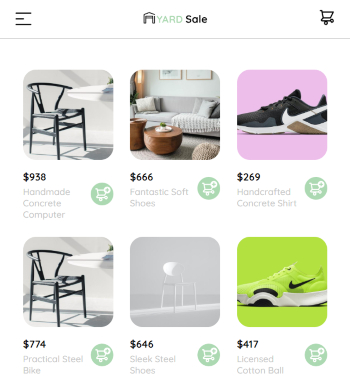 YARD Sale
$938
Handmade
Concrete
Computer
$666
Fantastic Soft
Shoes
$269
Handcrafted
Concrete Shirt
$774
Practical Steel
Bike
$646
Sleek Steel
Shoes
$417
Licensed
Cotton Ball